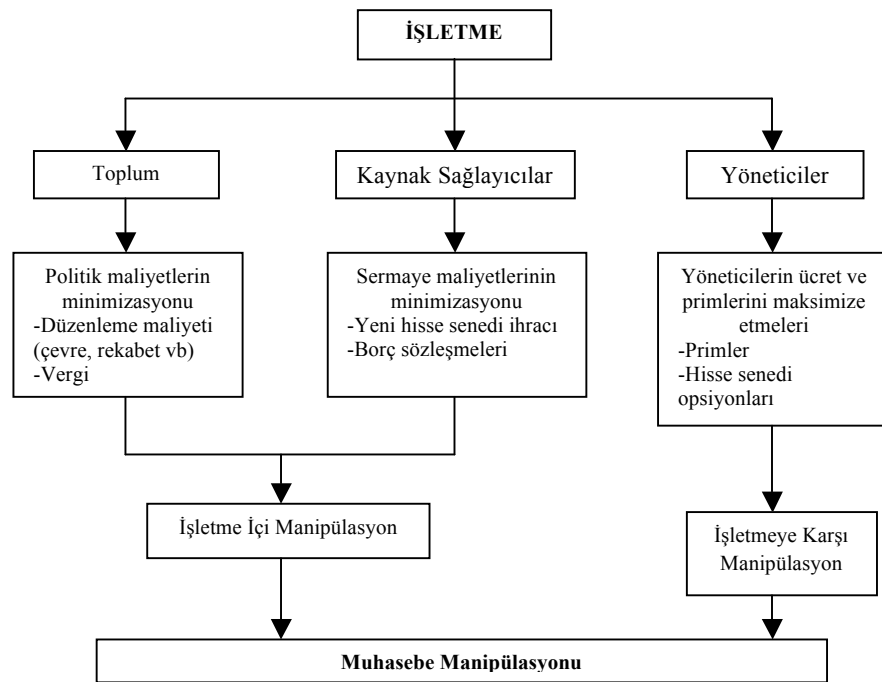 İŞLETME
Toplum
Kaynak Sağlayıcılar
Yöneticiler
Politik maliyetlerin
minimizasyonu
-Düzenleme maliyeti
(çevre, rekabet vb)
-Vergi
Sermaye maliyetlerinin
minimizasyonu
-Yeni hisse senedi ihracı
-Borç sözleşmeleri
Yöneticilerin ücret ve
primlerini maksimize
etmeleri
-Primler
-Hisse senedi
opsiyonları
İşletme İçi Manipülasyon
İşletmeye Karşı
Manipülasyon
Muhasebe Manipülasyonu